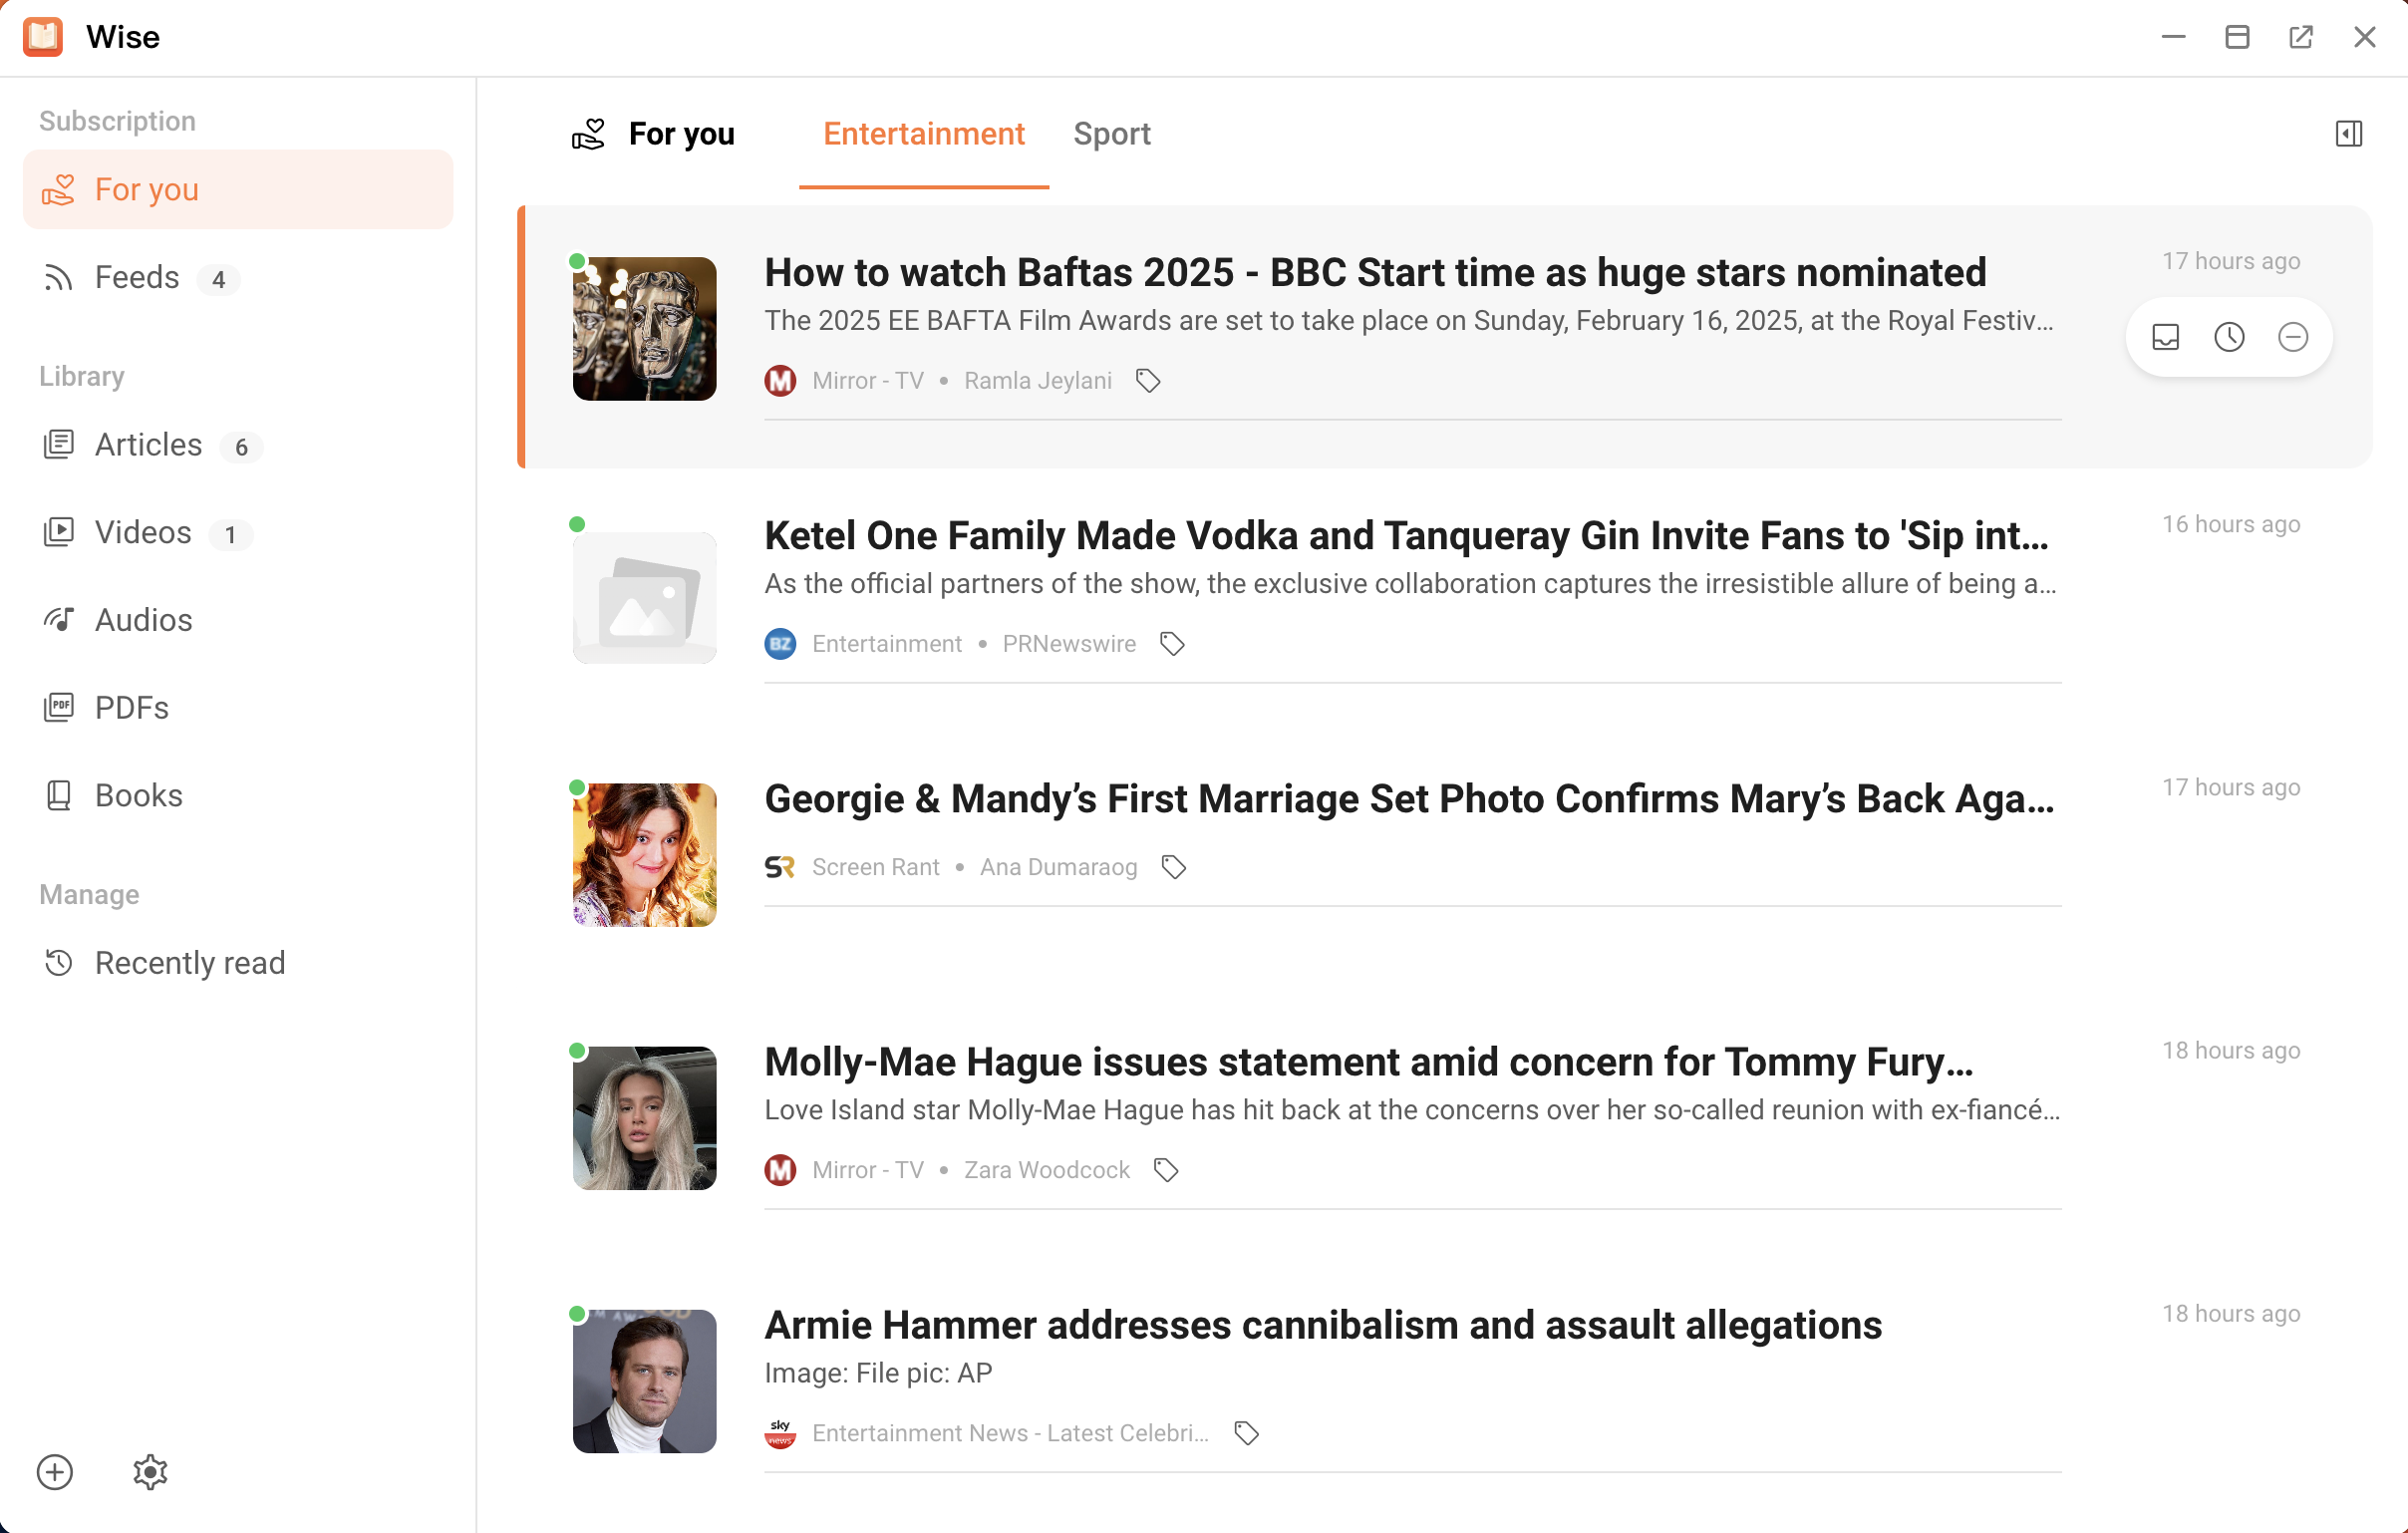 Wise
Subscription
For you
Feeds 4
Library
Articles 6
Videos 1
Audios
PDF
PDFs
Books
Manage
Recently read
For you Entertainment Sport
How to watch Baftas 2025 - BBC Start time as huge stars nominated
17 hours ago
The 2025 EE BAFTA Film Awards are set to take place on Sunday, February 16, 2025, at the Royal Festiv...
M Mirror - TV • Ramla Jeylani
Ketel One Family Made Vodka and Tanqueray Gin Invite Fans to 'Sip int...
16 hours ago
As the official partners of the show, the exclusive collaboration captures the irresistible allure of being a...
BZ Entertainment • PRNewswire
Georgie & Mandy’s First Marriage Set Photo Confirms Mary’s Back Aga...
17 hours ago
SR Screen Rant • Ana Dumaraog
Molly-Mae Hague issues statement amid concern for Tommy Fury...
18 hours ago
Love Island star Molly-Mae Hague has hit back at the concerns over her so-called reunion with ex-fiancé...
M Mirror - TV • Zara Woodcock
Armie Hammer addresses cannibalism and assault allegations
18 hours ago
Image: File pic: AP
sky news Entertainment News - Latest Celebri...